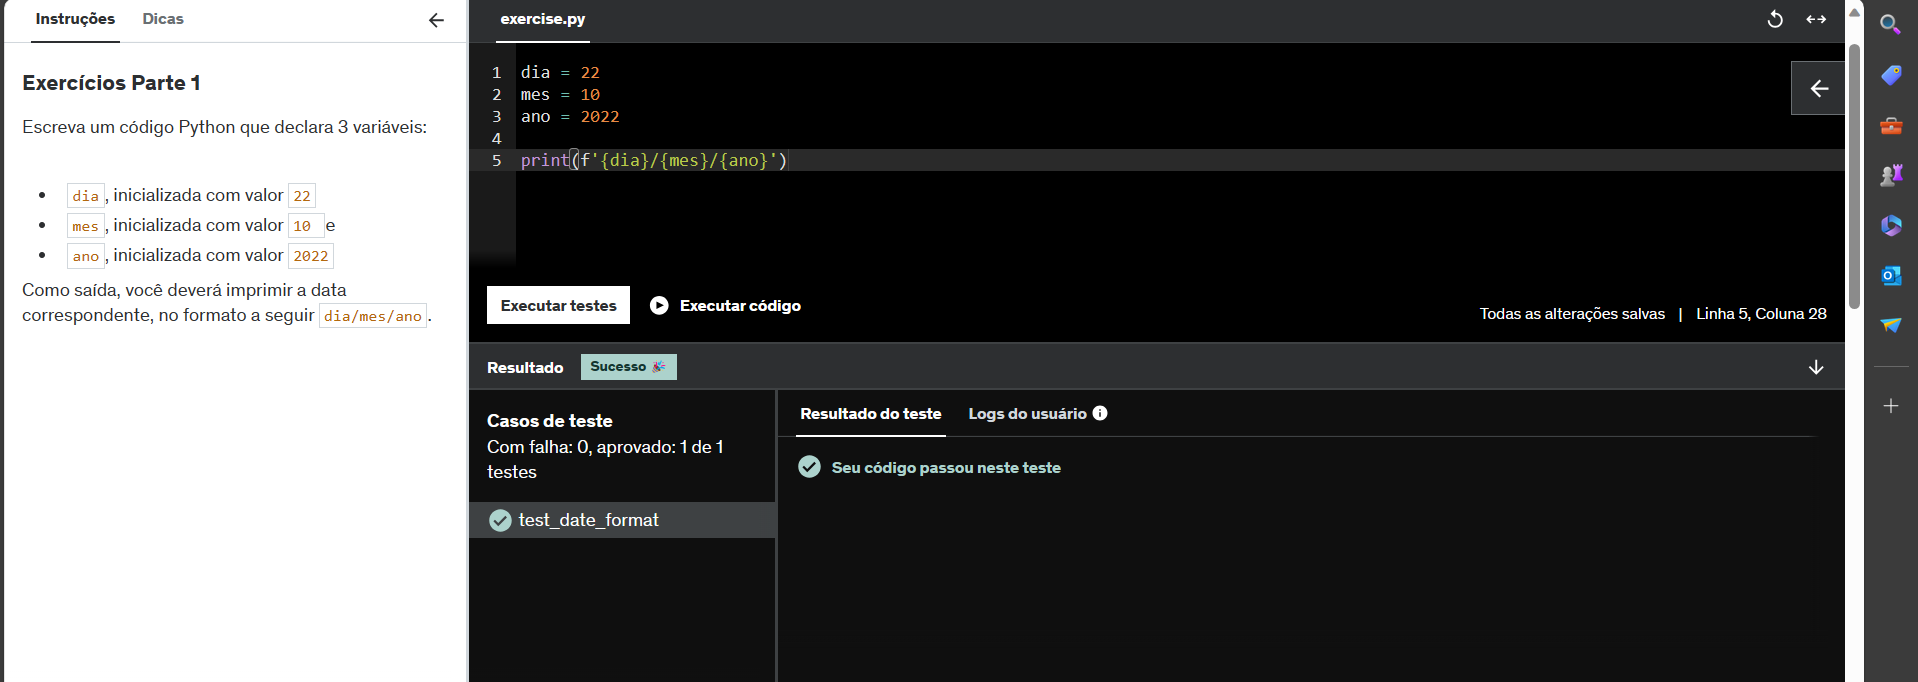 Instruções Dicas
Exercícios Parte 1
Escreva um código Python que declara 3 variáveis:
dia, inicializada com valor 22
mes, inicializada com valor 10 e
ano, inicializada com valor 2022
Como saída, você deverá imprimir a data
correspondente, no formato a seguir dia/mes/ano.
exercise.py
1 dia = 22
2 mes = 10
3 ano = 2022
4
5 print(f'{dia}/{mes}/{ano}')
Executar testes Executar código
Todas as alterações salvas | Linha 5, Coluna 28
Resultado Sucesso 🎉
Casos de teste
Com falha: 0, aprovado: 1 de 1
testes
test_date_format
Resultado do teste Logs do usuário
Seu código passou neste teste